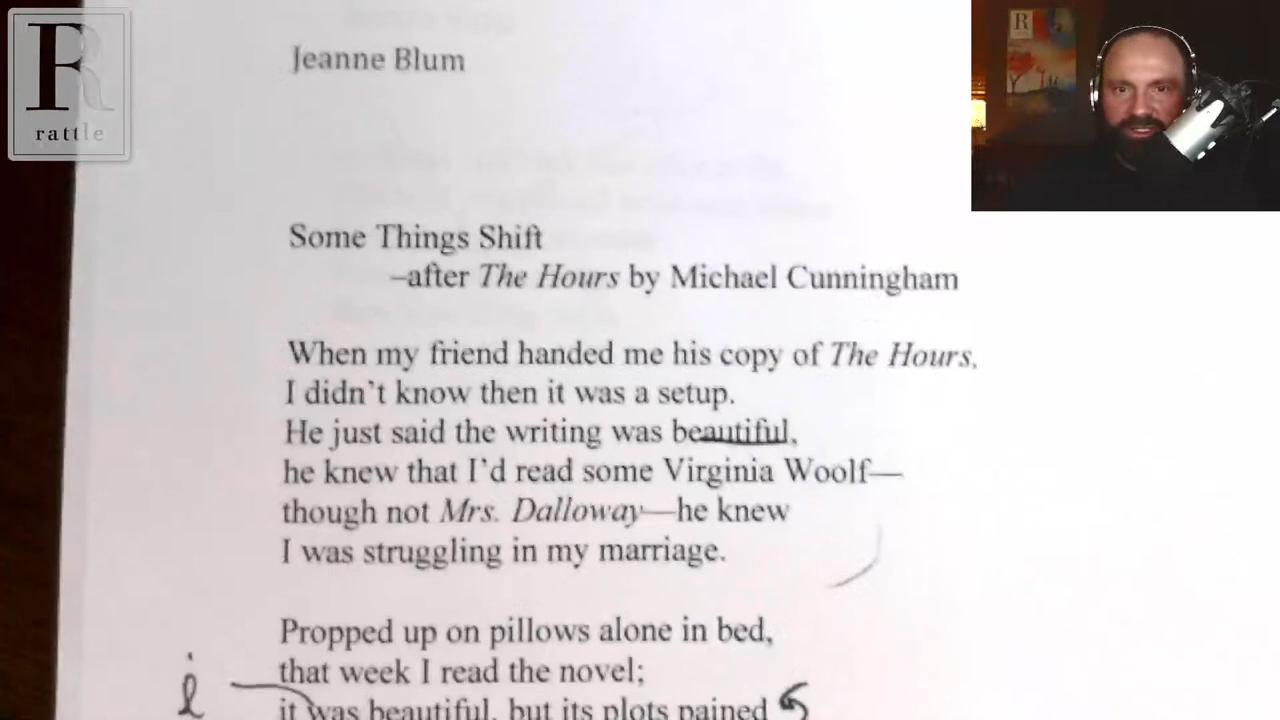 R
rattle
Jeanne Blum
Some Things Shift
–after The Hours by Michael Cunningham
When my friend handed me his copy of The Hours,
I didn't know then it was a setup.
He just said the writing was beautiful,
he knew that I'd read some Virginia Woolf—
though not Mrs. Dalloway—he knew
I was struggling in my marriage.
Propped up on pillows alone in bed,
that week I read the novel;
it was beautiful, but its plots pained